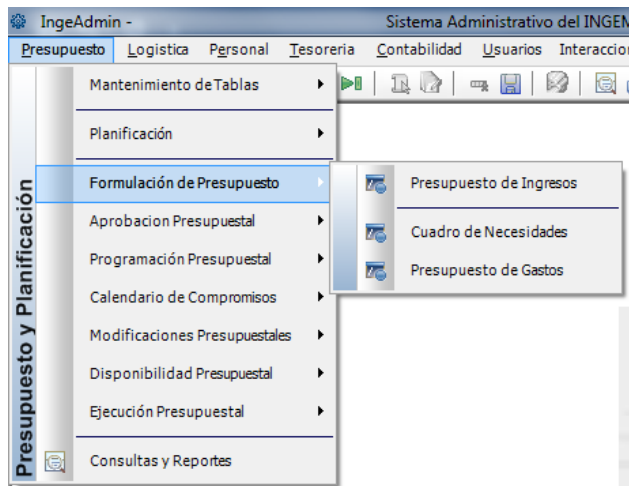 IngeAdmin - Sistema Administrativo del INGEM
Presupuesto Logistica Personal Tesoreria Contabilidad Usuarios Interaccion
Mantenimiento de Tablas
Planificación
Formulación de Presupuesto
Presupuesto de Ingresos
Aprobacion Presupuestal
Cuadro de Necesidades
Programación Presupuestal
Presupuesto de Gastos
Calendario de Compromisos
Modificaciones Presupuestales
Disponibilidad Presupuestal
Ejecución Presupuestal
Consultas y Reportes
Presupuesto y Planificación